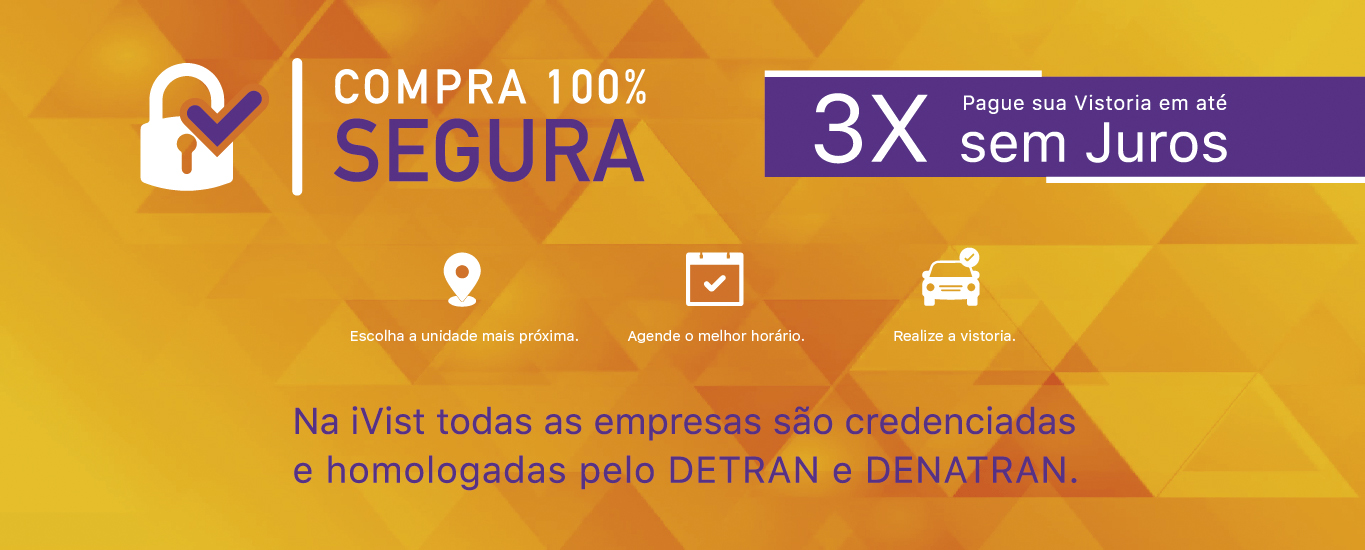 COMPRA 100%
SEGURA
3X
Pague sua Vistoria em até
sem Juros
Escolha a unidade mais próxima.
Agende o melhor horário.
Realize a vistoria.
Na iVist todas as empresas são credenciadas
e homologadas pelo DETRAN e DENATRAN.